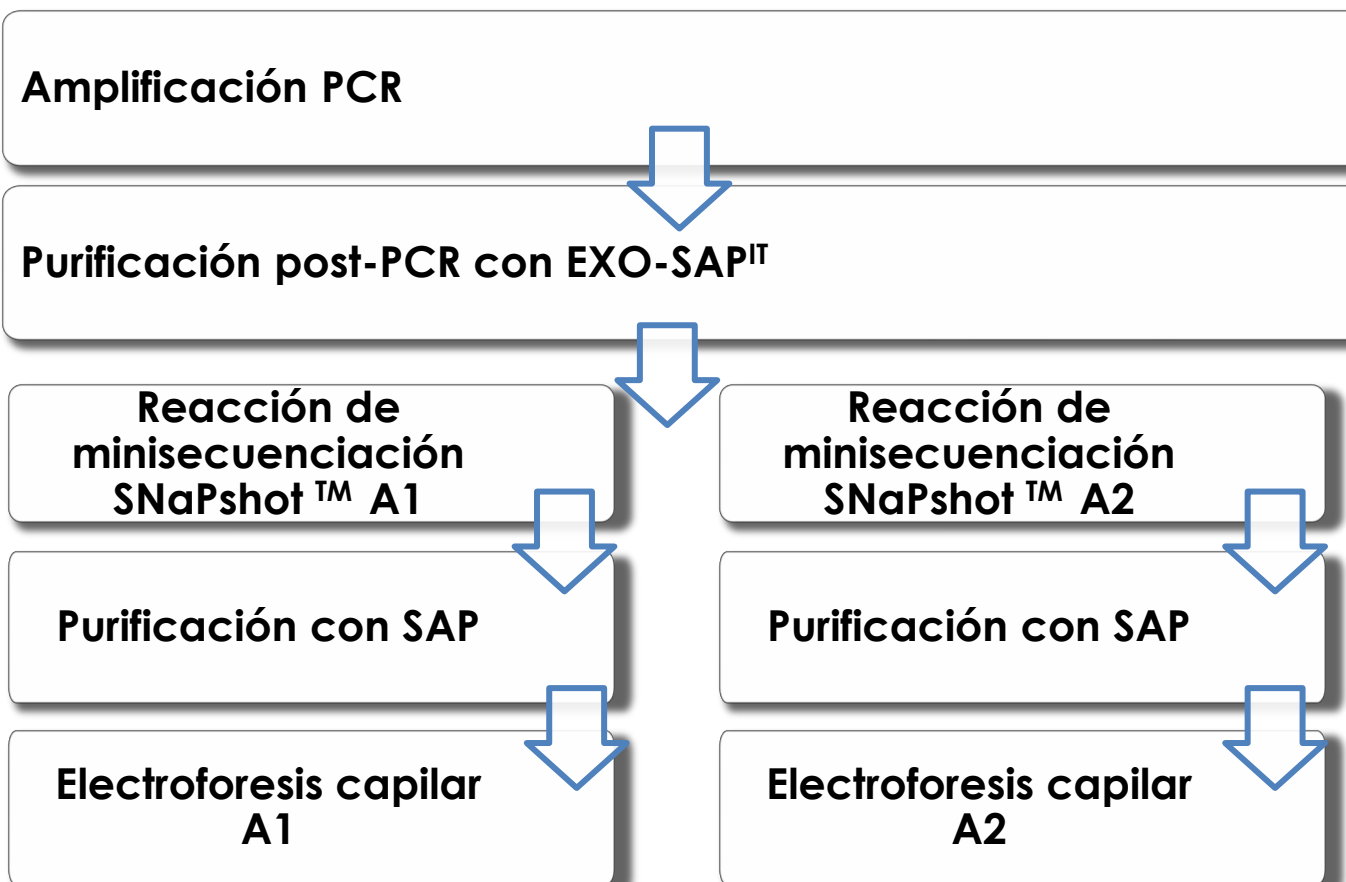 Amplificación PCR
Purificación post-PCR con EXO-SAPᴵᵀ
Reacción de
minisecuenciación
SNaPshot ™ A1
Reacción de
minisecuenciación
SNaPshot ™ A2
Purificación con SAP
Purificación con SAP
Electroforesis capilar
A1
Electroforesis capilar
A2